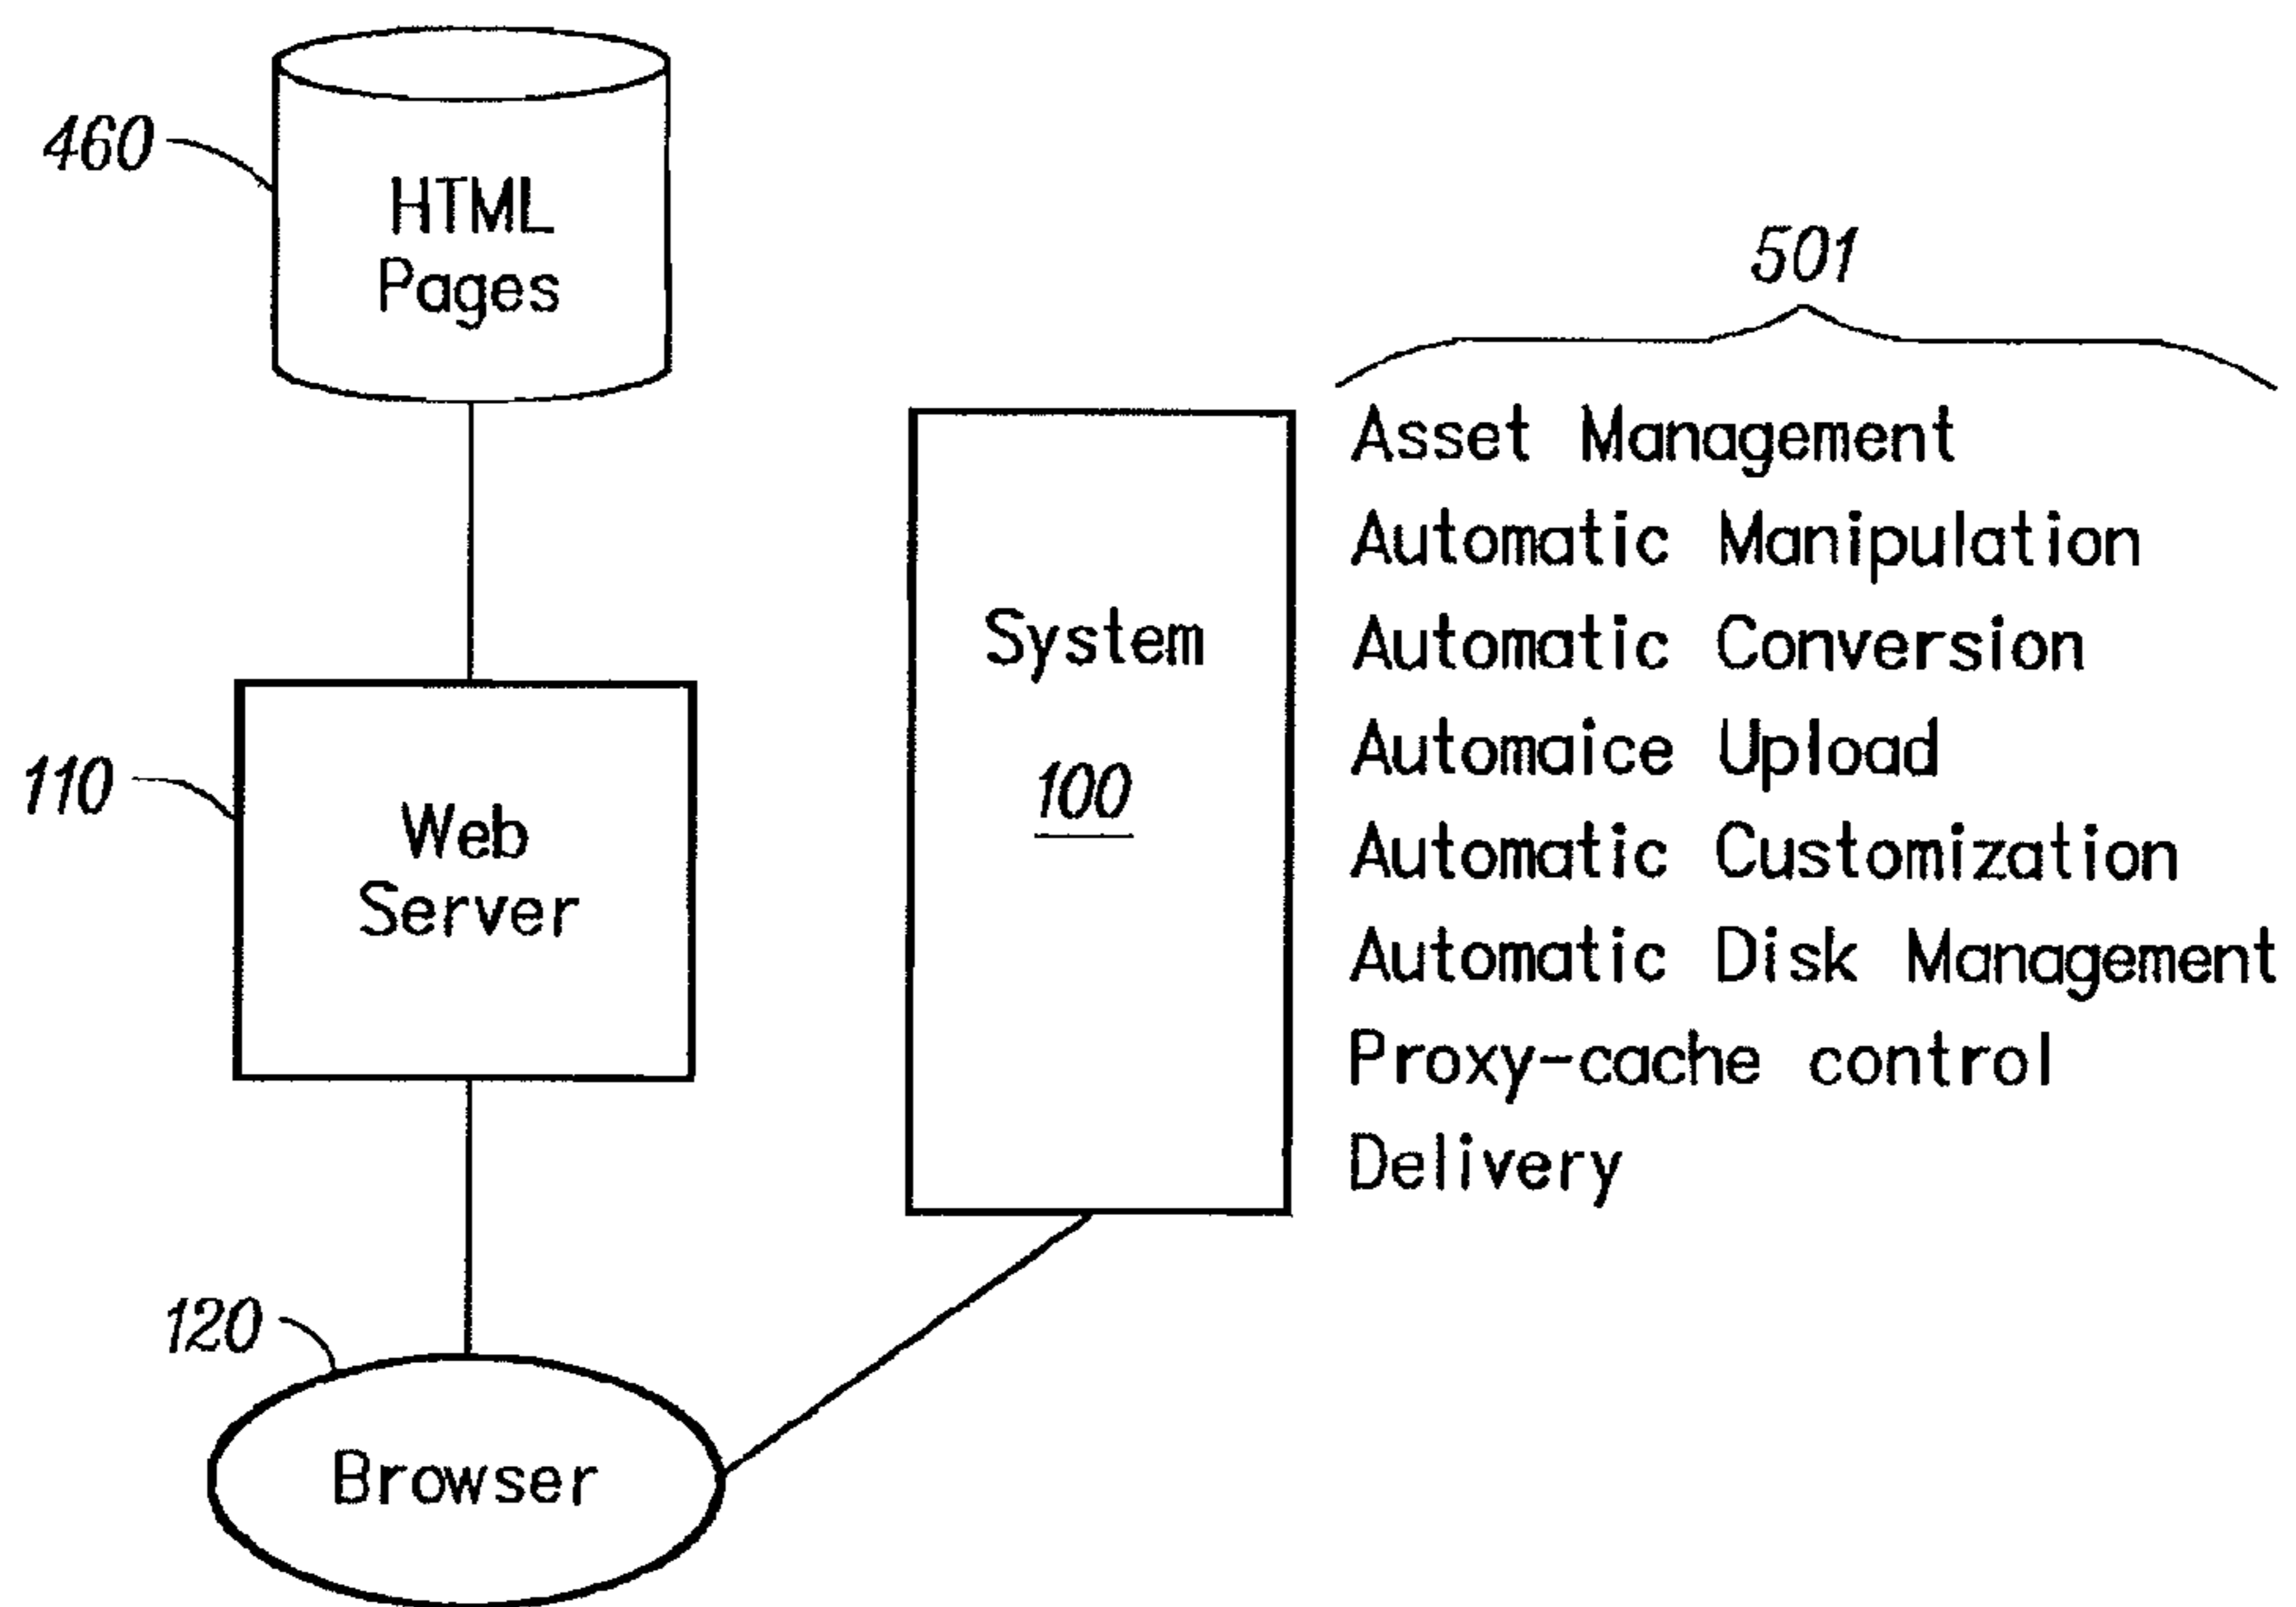 460
HTML
Pages
110
Web
Server
120
Browser
System
100
501
Asset Management
Automatic Manipulation
Automatic Conversion
Automaice Upload
Automatic Customization
Automatic Disk Management
Proxy-cache control
Delivery